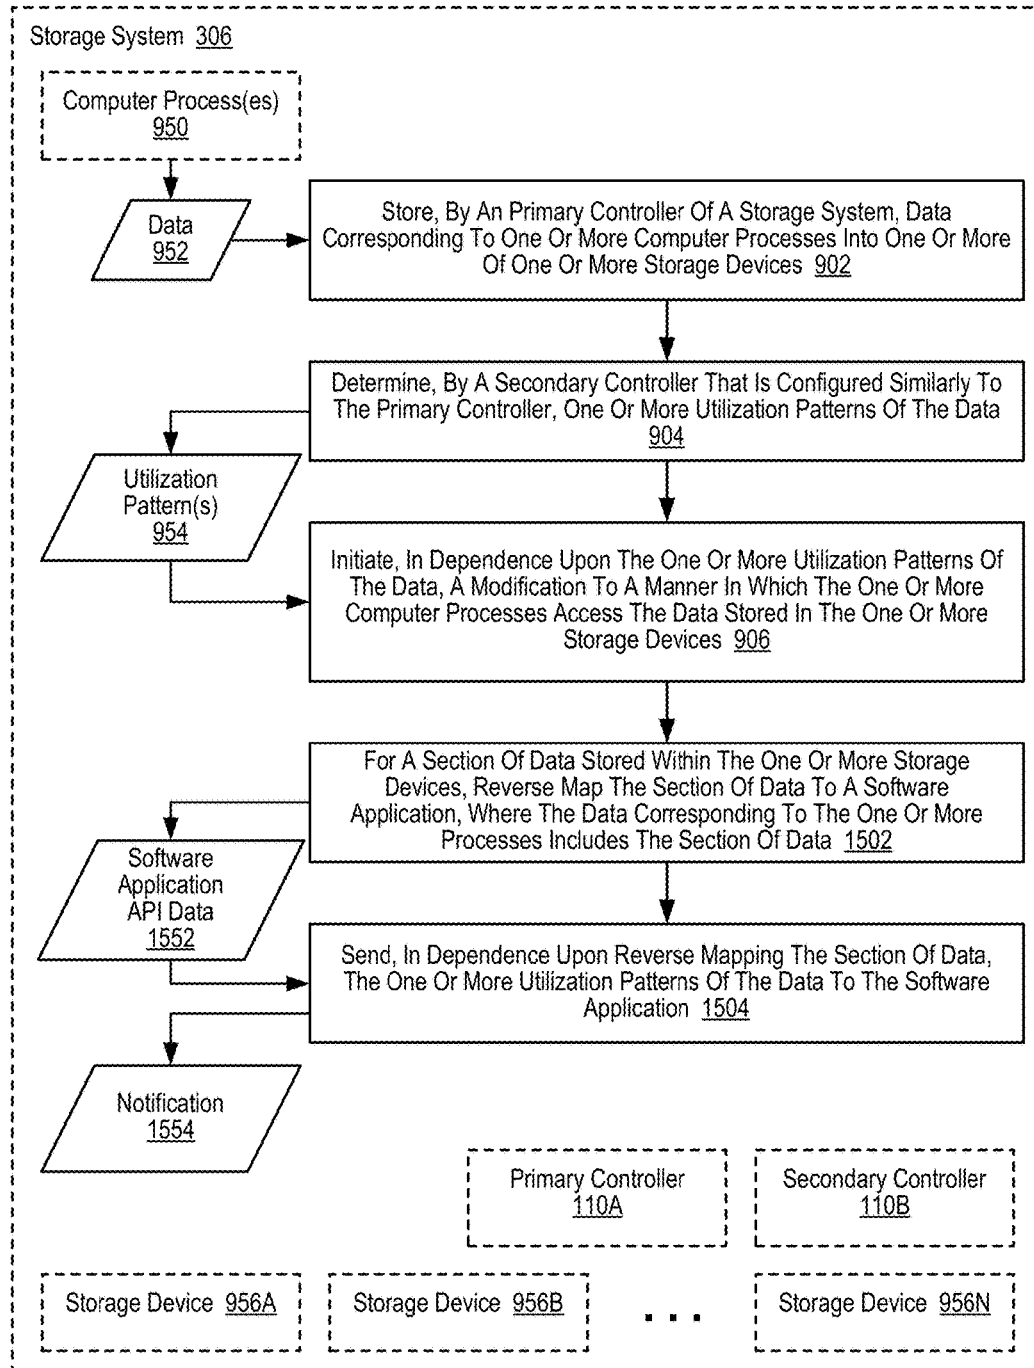 Storage System 306
Computer Process(es)
950
Data
952
Store, By An Primary Controller Of A Storage System, Data
Corresponding To One Or More Computer Processes Into One Or More
Of One Or More Storage Devices 902
Determine, By A Secondary Controller That Is Configured Similarly To
The Primary Controller, One Or More Utilization Patterns Of The Data
904
Utilization
Pattern(s)
954
Initiate, In Dependence Upon The One Or More Utilization Patterns Of
The Data, A Modification To A Manner In Which The One Or More
Computer Processes Access The Data Stored In The One Or More
Storage Devices 906
For A Section Of Data Stored Within The One Or More Storage
Devices, Reverse Map The Section Of Data To A Software
Application, Where The Data Corresponding To The One Or More
Processes Includes The Section Of Data 1502
Software
Application
API Data
1552
Send, In Dependence Upon Reverse Mapping The Section Of Data,
The One Or More Utilization Patterns Of The Data To The Software
Application 1504
Notification
1554
Primary Controller
110A
Secondary Controller
110B
Storage Device 956A
Storage Device 956B
. . .
Storage Device 956N